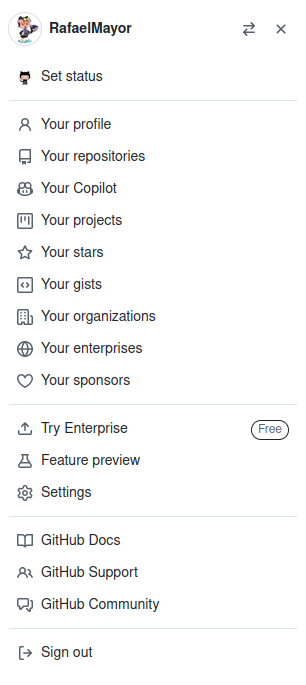 RafaelMayor
Set status
Your profile
Your repositories
Your Copilot
Your projects
Your stars
Your gists
Your organizations
Your enterprises
Your sponsors
Try Enterprise Free
Feature preview
Settings
GitHub Docs
GitHub Support
GitHub Community
Sign out